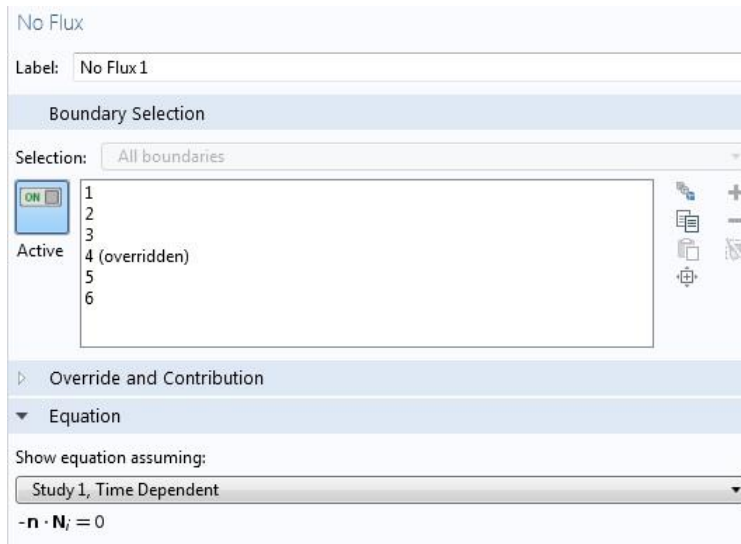 No Flux
Label: No Flux 1
Boundary Selection
Selection: All boundaries
ON
1
2
3
Active
4 (overridden)
5
6
Override and Contribution
Equation
Show equation assuming:
Study 1, Time Dependent
-n · Nᵢ = 0